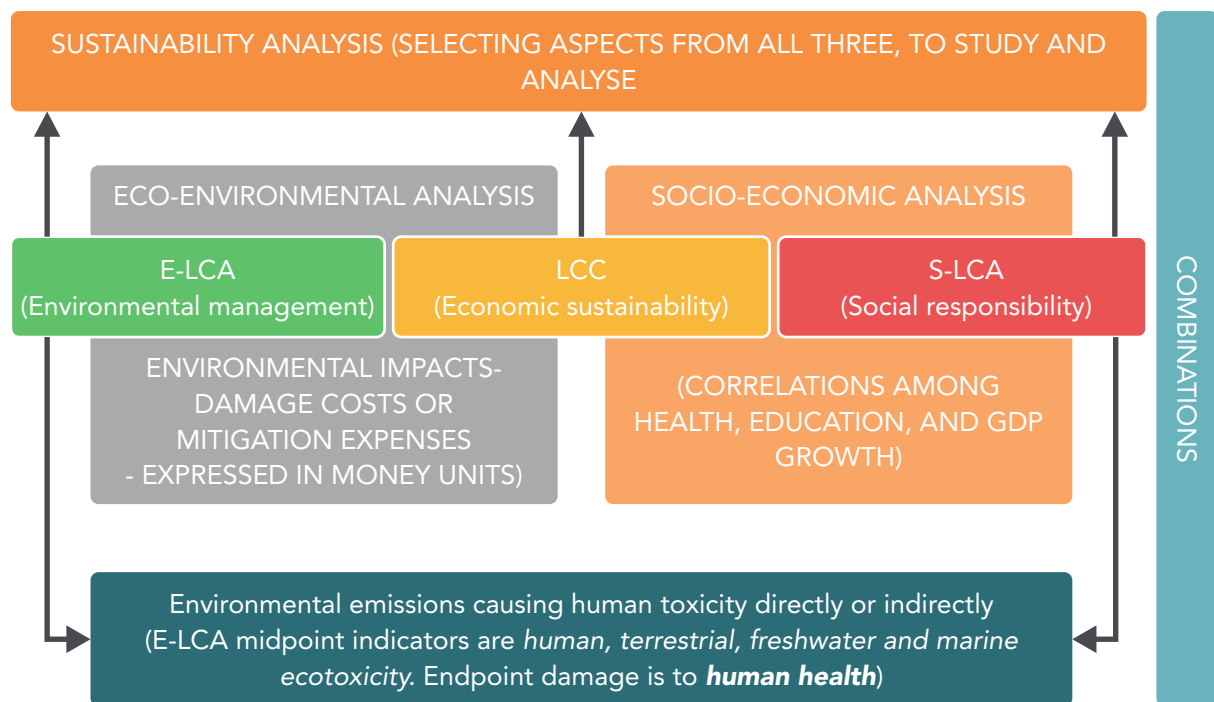 SUSTAINABILITY ANALYSIS (SELECTING ASPECTS FROM ALL THREE, TO STUDY AND
ANALYSE
ECO-ENVIRONMENTAL ANALYSIS
SOCIO-ECONOMIC ANALYSIS
E-LCA
(Environmental management)
LCC
(Economic sustainability)
S-LCA
(Social responsibility)
ENVIRONMENTAL IMPACTS-
DAMAGE COSTS OR
MITIGATION EXPENSES
- EXPRESSED IN MONEY UNITS)
(CORRELATIONS AMONG
HEALTH, EDUCATION, AND GDP
GROWTH)
Environmental emissions causing human toxicity directly or indirectly
(E-LCA midpoint indicators are human, terrestrial, freshwater and marine
ecotoxicity. Endpoint damage is to human health)
COMBINATIONS